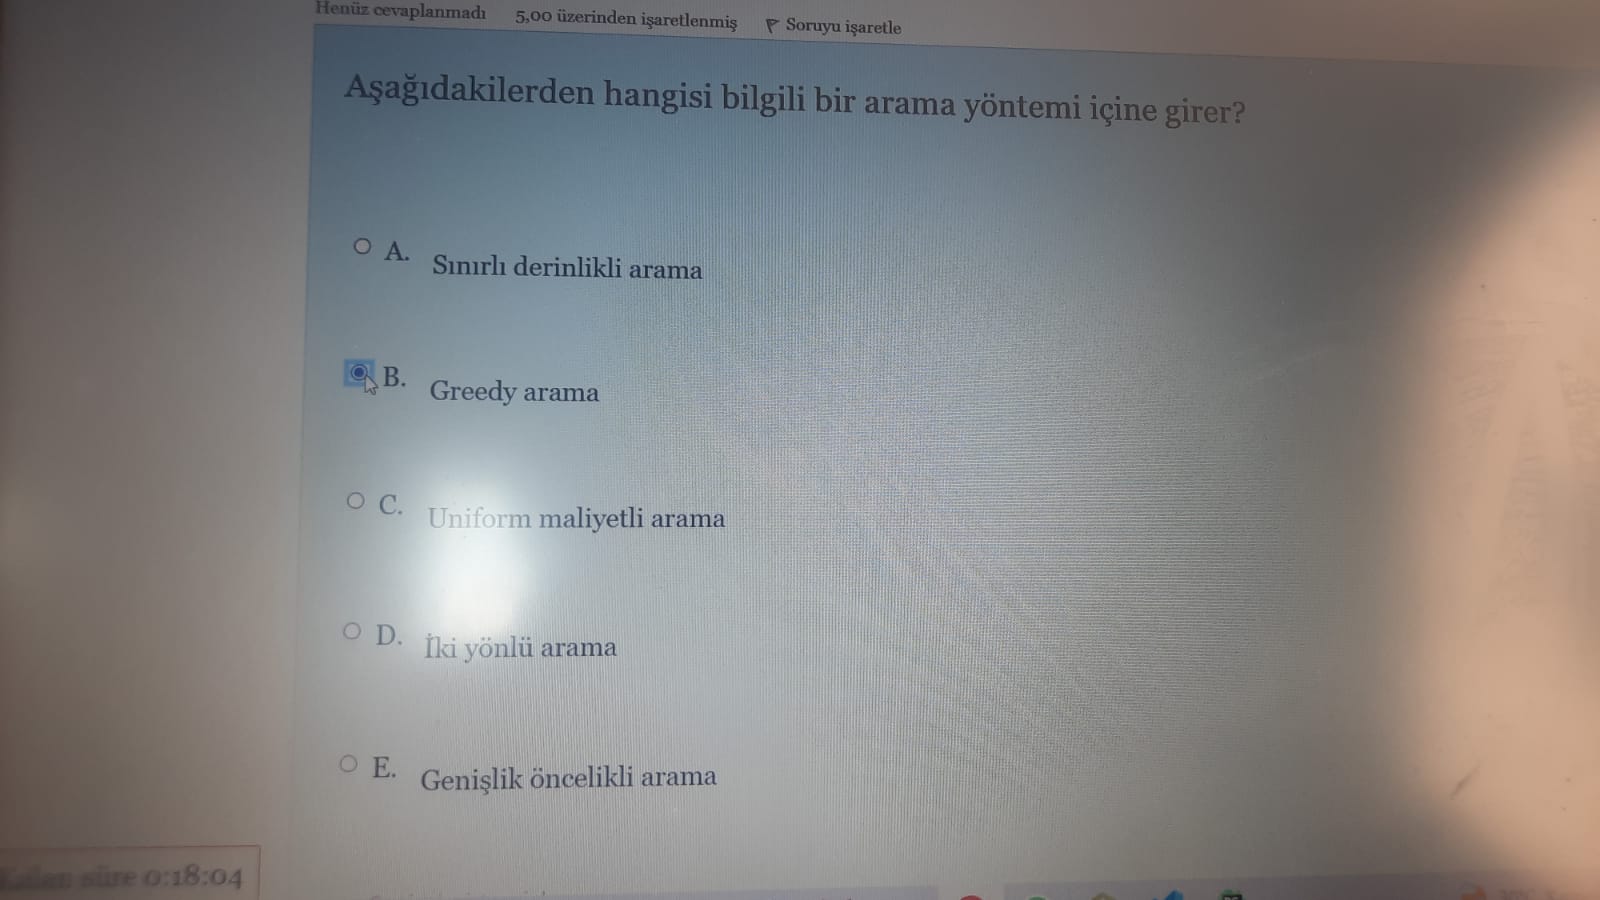 Henüz cevaplanmadı 5,00 üzerinden işaretlenmiş Soruyu işaretle
Aşağıdakilerden hangisi bilgili bir arama yöntemi içine girer?
A. Sınırlı derinlikli arama
B. Greedy arama
C. Uniform maliyetli arama
D. İki yönlü arama
E. Genişlik öncelikli arama
Kalan süre 0:18:04